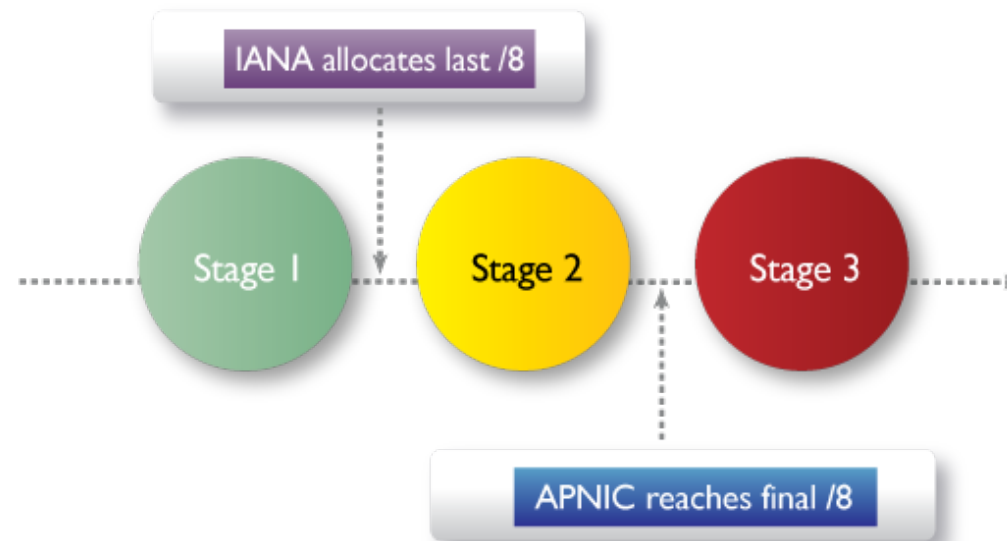 IANA allocates last /8
Stage 1
Stage 2
Stage 3
APNIC reaches final /8